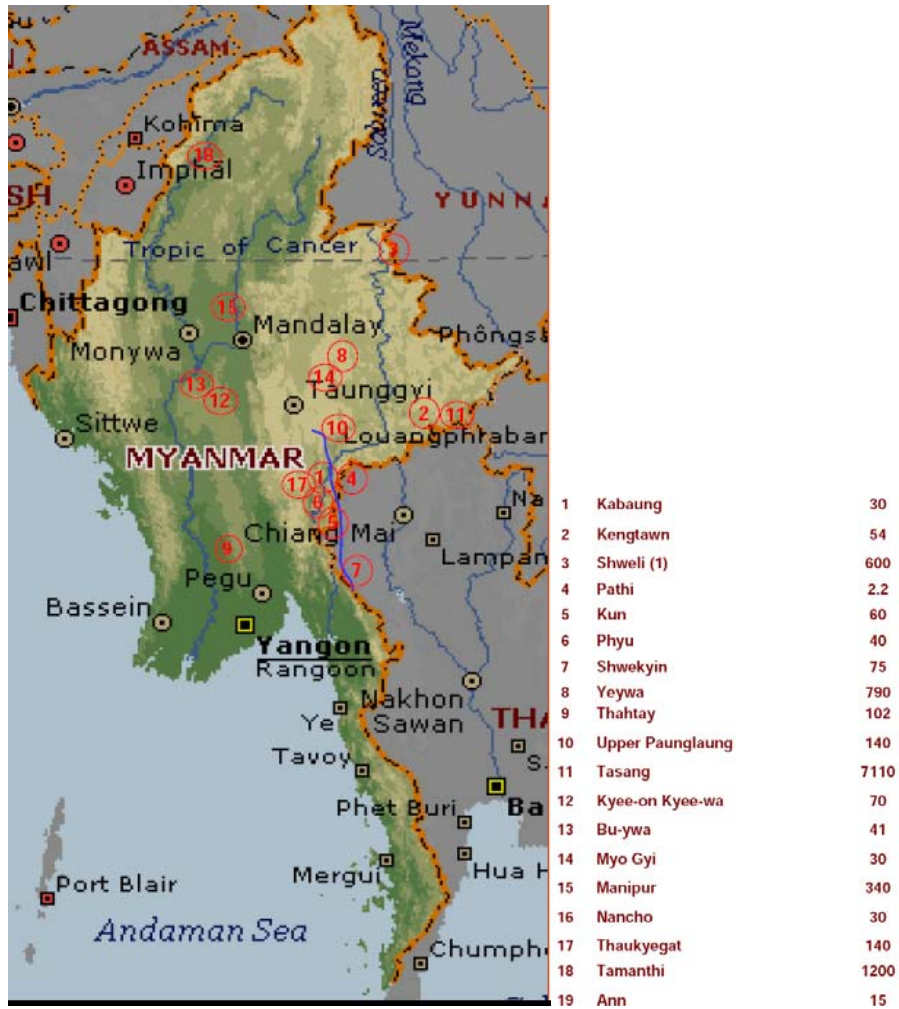 ASSAM
Mekong
Salween
Kohima
18
Imphal
SH
YUNN
3
Tropic of Cancer
awl
15
Chittagong
Mandalay
Phôngs
Monywa
8
14
13
12
Taunggyi
2
11
10
Sittwe
Louangphrabar
MYANMAR
1
17
4
Na
6
5
Chiang Mai
9
Lampan
7
Pegu
Bassein
Yangon
Rangoon
Nakhon
Sawan
Ye
THA
S.
Tavoy
Phet Buri
Ba
Mergui
Hua H
Port Blair
Andaman Sea
Chumph
1 Kabaung 30
2 Kengtawn 54
3 Shweli (1) 600
4 Pathi 2.2
5 Kun 60
6 Phyu 40
7 Shwekyin 75
8 Yeywa 790
9 Thahtay 102
10 Upper Paunglaung 140
11 Tasang 7110
12 Kyee-on Kyee-wa 70
13 Bu-ywa 41
14 Myo Gyi 30
15 Manipur 340
16 Nancho 30
17 Thaukyegat 140
18 Tamanthi 1200
19 Ann 15